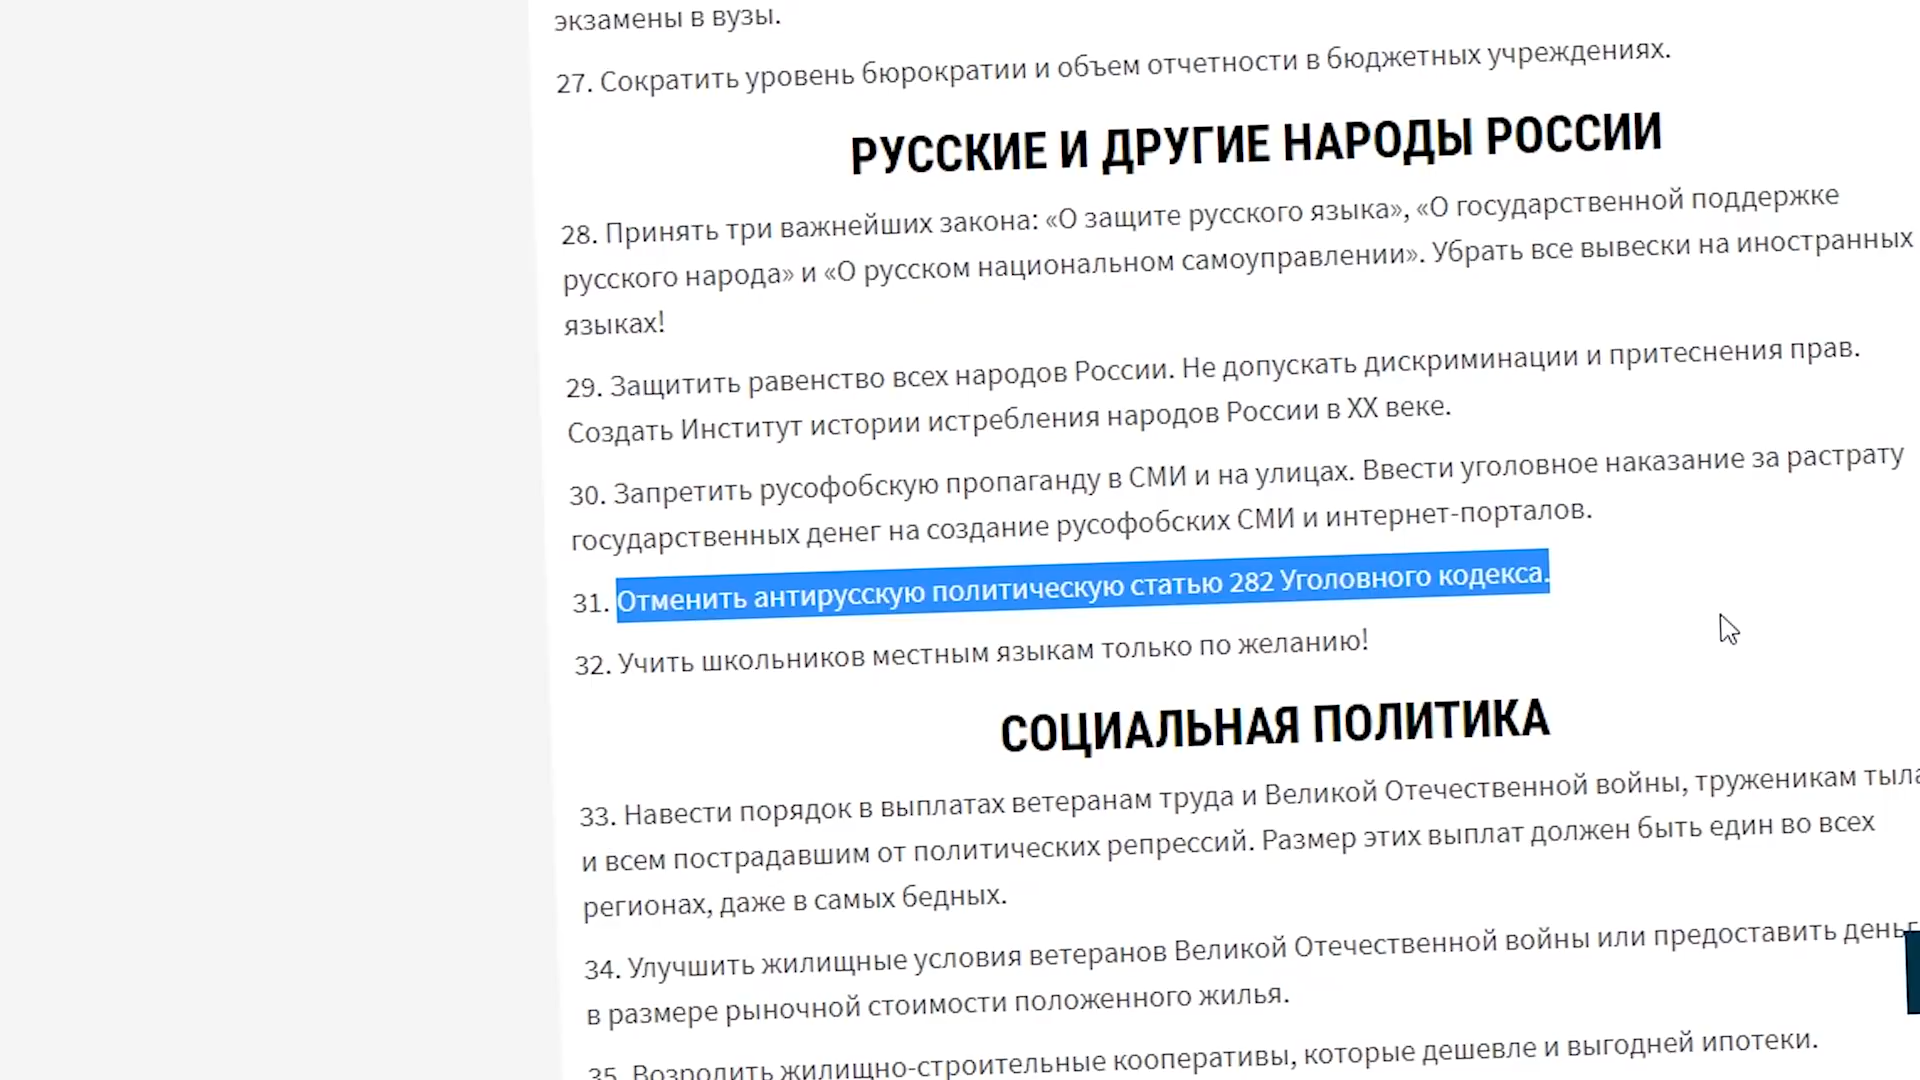 экзамены в вузы.
27. Сократить уровень бюрократии и объем отчетности в бюджетных учреждениях.
РУССКИЕ И ДРУГИЕ НАРОДЫ РОССИИ
28. Принять три важнейших закона: «О защите русского языка», «О государственной поддержке
русского народа» и «О русском национальном самоуправлении». Убрать все вывески на иностранных
языках!
29. Защитить равенство всех народов России. Не допускать дискриминации и притеснения прав.
Создать Институт истории истребления народов России в XX веке.
30. Запретить русофобскую пропаганду в СМИ и на улицах. Ввести уголовное наказание за растрату
государственных денег на создание русофобских СМИ и интернет-порталов.
31. Отменить антирусскую политическую статью 282 Уголовного кодекса.
32. Учить школьников местным языкам только по желанию!
СОЦИАЛЬНАЯ ПОЛИТИКА
33. Навести порядок в выплатах ветеранам труда и Великой Отечественной войны, труженикам тыла
и всем пострадавшим от политических репрессий. Размер этих выплат должен быть един во всех
регионах, даже в самых бедных.
34. Улучшить жилищные условия ветеранов Великой Отечественной войны или предоставить
в размере рыночной стоимости положенного жилья.
35. Возродить жилищно-строительные кооперативы, которые дешевле и выгодней ипотеки.